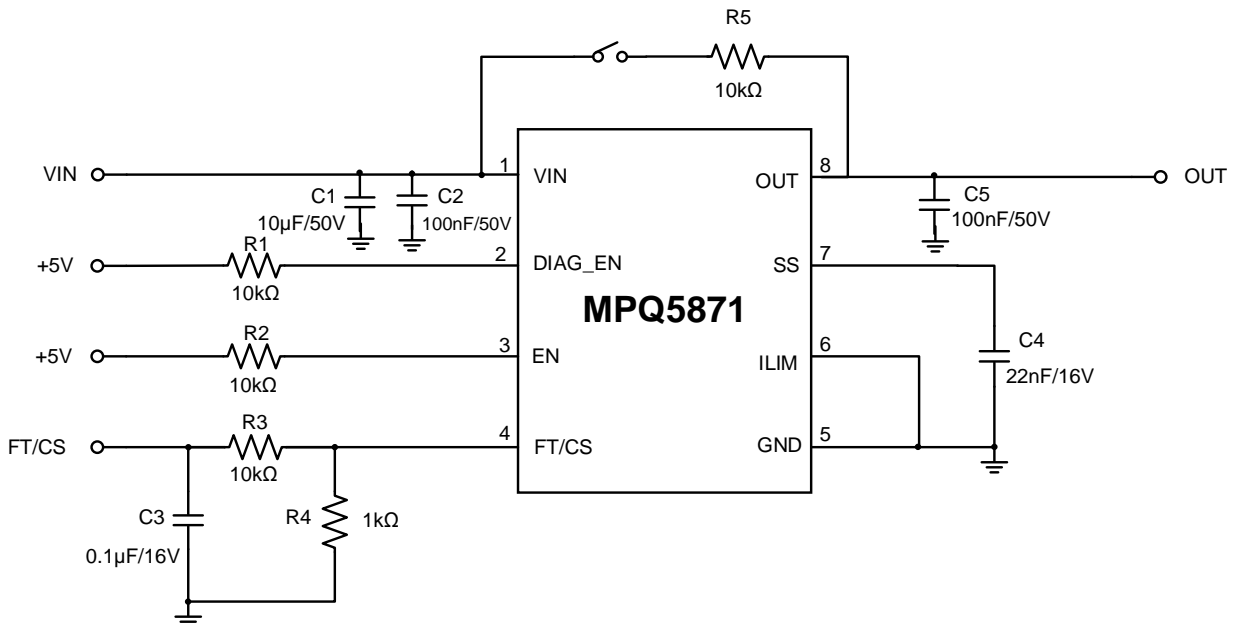 R5
10kΩ
VIN
1
VIN
OUT
8
OUT
C1
10µF/50V
C2
100nF/50V
C5
100nF/50V
+5V
R1
10kΩ
2
DIAG_EN
SS
7
MPQ5871
+5V
R2
10kΩ
3
EN
ILIM
6
C4
22nF/16V
FT/CS
R3
10kΩ
4
FT/CS
GND
5
C3
0.1µF/16V
R4
1kΩ